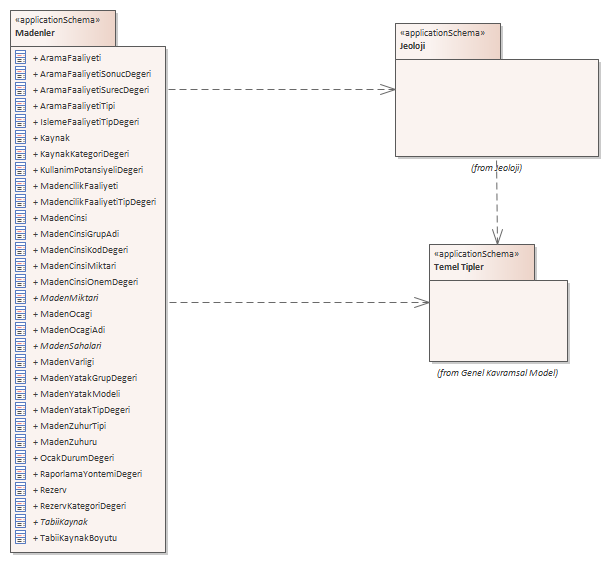 «applicationSchema»
Madenler
+ AramaFaaliyeti
+ AramaFaaliyetiSonucDegeri
+ AramaFaaliyetiSurecDegeri
+ AramaFaaliyetiTipi
+ IslemeFaaliyetiTipDegeri
+ Kaynak
+ KaynakKategoriDegeri
+ KullanimPotansiyeliDegeri
+ MadencilikFaaliyeti
+ MadencilikFaaliyetiTipDegeri
+ MadenCinsi
+ MadenCinsiGrupAdi
+ MadenCinsiKodDegeri
+ MadenCinsiMiktari
+ MadenCinsiOnemDegeri
+ MadenMiktari
+ MadenOcagi
+ MadenOcagiAdi
+ MadenSahalari
+ MadenVarligi
+ MadenYatakGrupDegeri
+ MadenYatakModeli
+ MadenYatakTipDegeri
+ MadenZuhurTipi
+ MadenZuhuru
+ OcakDurumDegeri
+ RaporlamaYontemiDegeri
+ Rezerv
+ RezervKategoriDegeri
+ TabiiKaynak
+ TabiiKaynakBoyutu
«applicationSchema»
Jeoloji
(from Jeoloji)
«applicationSchema»
Temel Tipler
(from Genel Kavramsal Model)